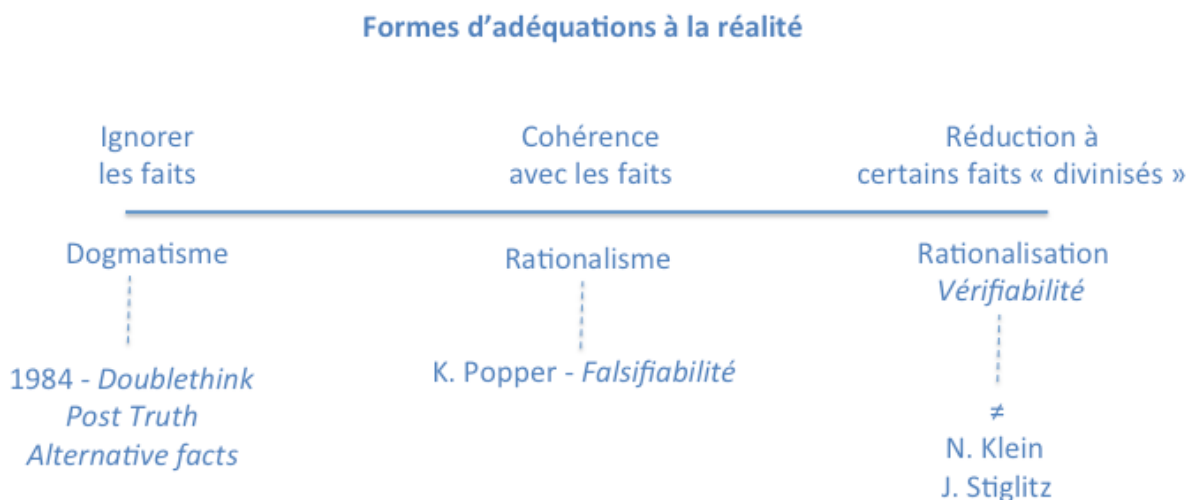 Formes d'adéquations à la réalité
Ignorer
les faits
Cohérence
avec les faits
Réduction à
certains faits « divinisés »
Dogmatisme
Rationalisme
Rationalisation
Vérifiabilité
1984 - Doublethink
Post Truth
Alternative facts
K. Popper - Falsifiabilité
≠
N. Klein
J. Stiglitz